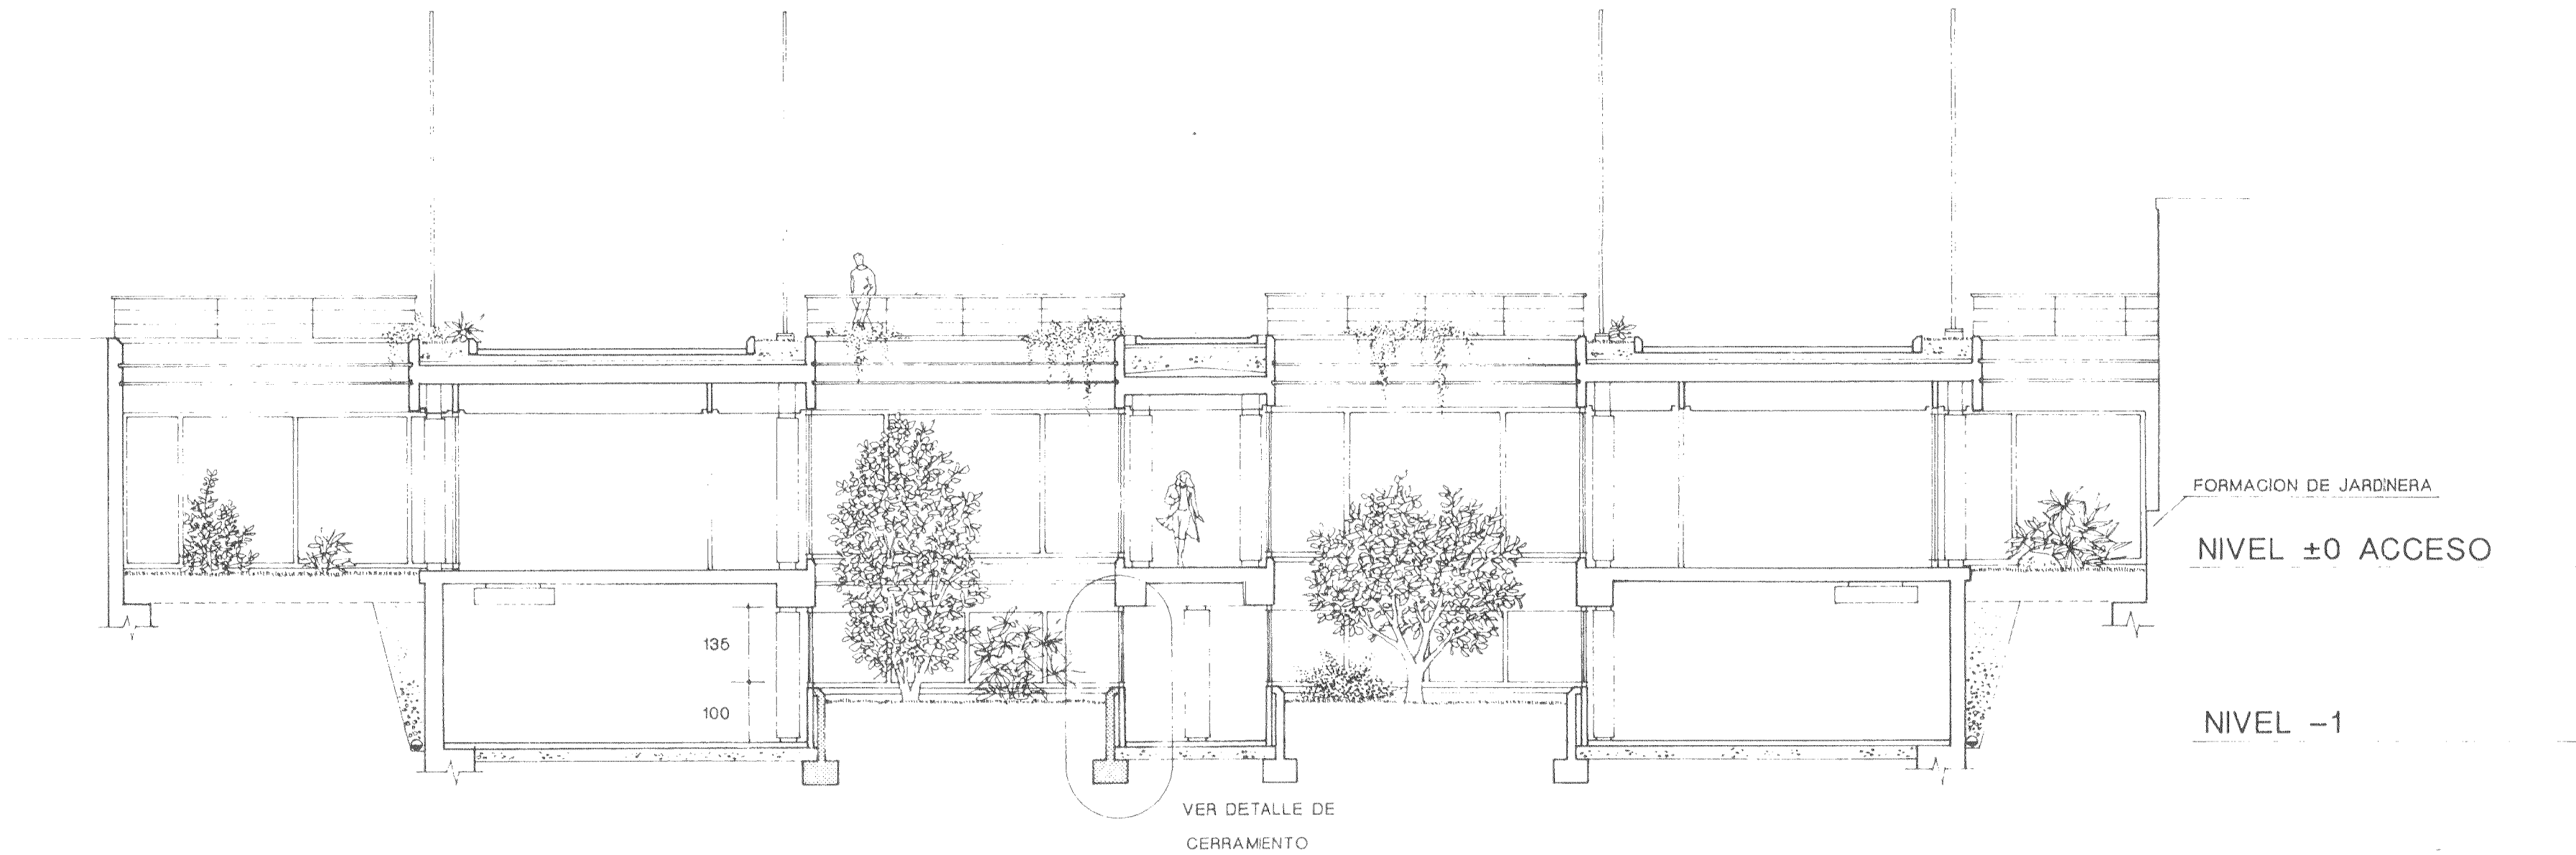 FORMACION DE JARDINERA
NIVEL ±0 ACCESO
135
100
NIVEL -1
VER DETALLE DE
CERRAMIENTO